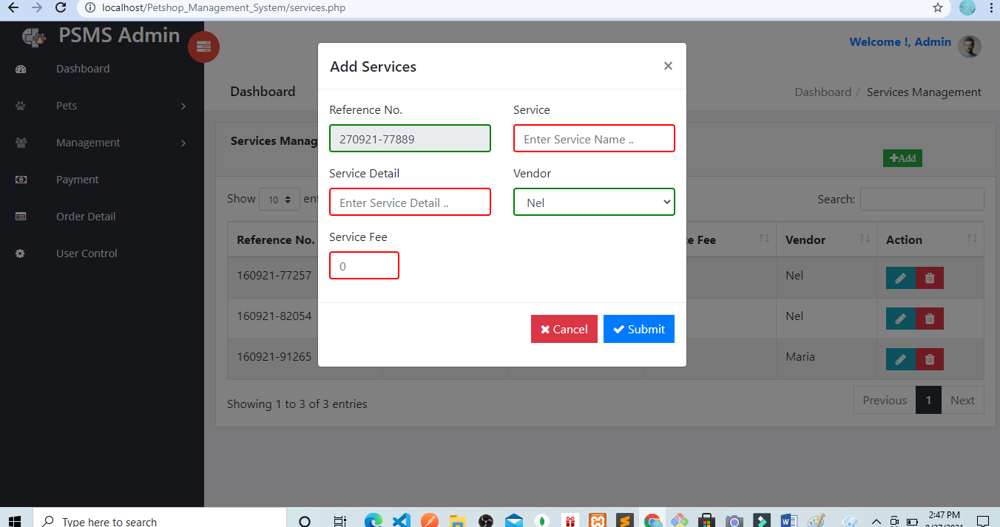 localhost/Petshop_Management_System/services.php
PSMS Admin
Welcome !, Admin
Dashboard
Pets
Management
Payment
Order Detail
User Control
Dashboard
Dashboard / Services Management
Services Manag
Add
Show 10 ent
Search:
Reference No.
e Fee
Vendor
Action
160921-77257
Nel
160921-82054
Nel
160921-91265
Maria
Showing 1 to 3 of 3 entries
Previous 1 Next
Add Services
×
Reference No.
Service
270921-77889
Enter Service Name ..
Service Detail
Vendor
Enter Service Detail ..
Nel
Service Fee
0
Cancel
Submit
Type here to search
2:47 PM